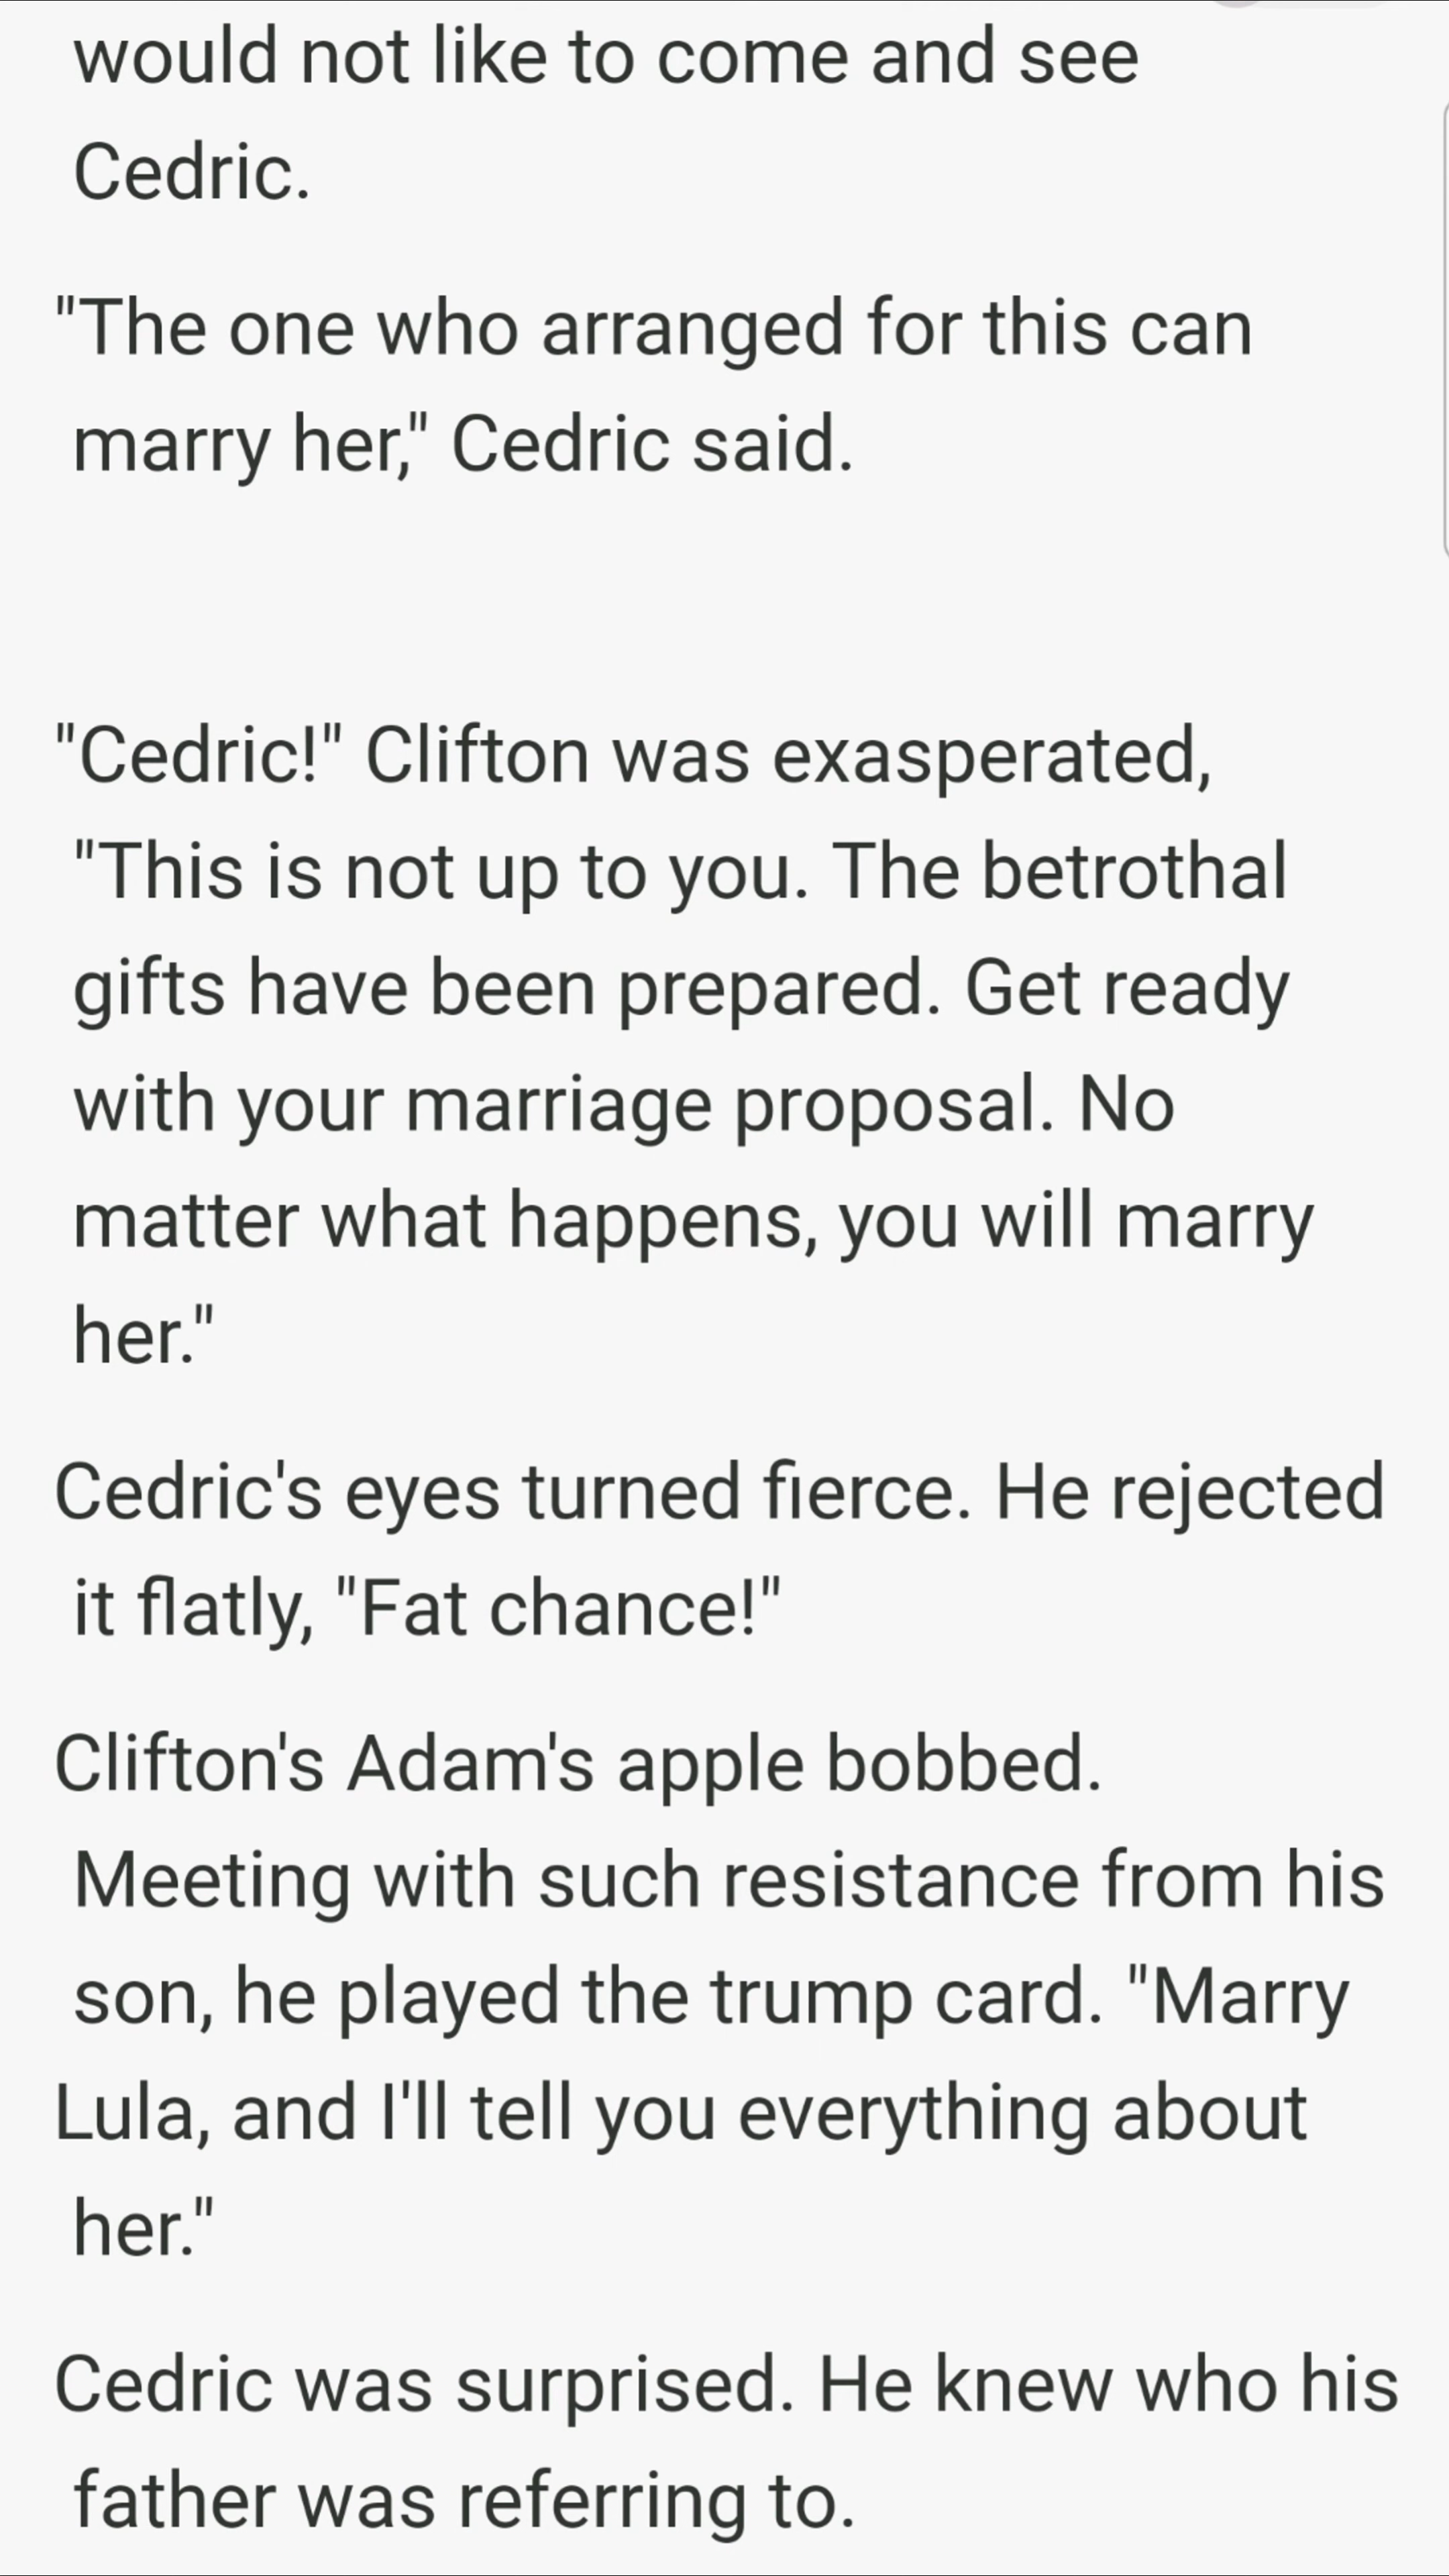 would not like to come and see
Cedric.
"The one who arranged for this can
marry her," Cedric said.
"Cedric!" Clifton was exasperated,
"This is not up to you. The betrothal
gifts have been prepared. Get ready
with your marriage proposal. No
matter what happens, you will marry
her."
Cedric's eyes turned fierce. He rejected
it flatly, "Fat chance!"
Clifton's Adam's apple bobbed.
Meeting with such resistance from his
son, he played the trump card. "Marry
Lula, and I'll tell you everything about
her."
Cedric was surprised. He knew who his
father was referring to.